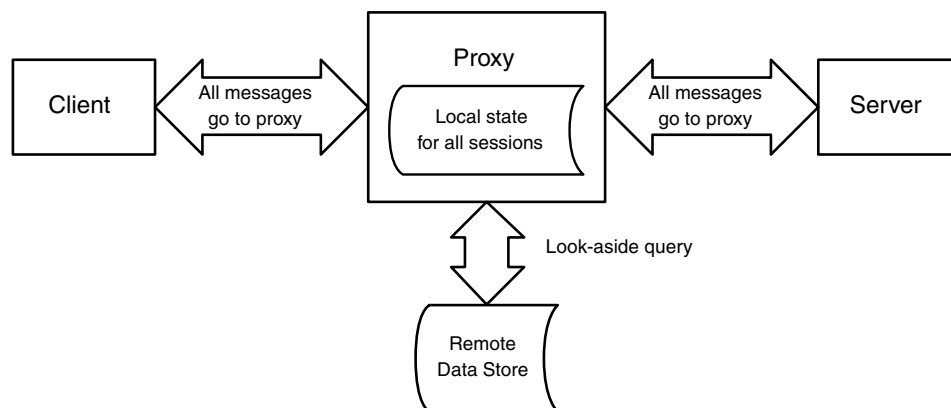 Proxy
Client
All messages
go to proxy
Local state
for all sessions
All messages
go to proxy
Server
Look-aside query
Remote
Data Store